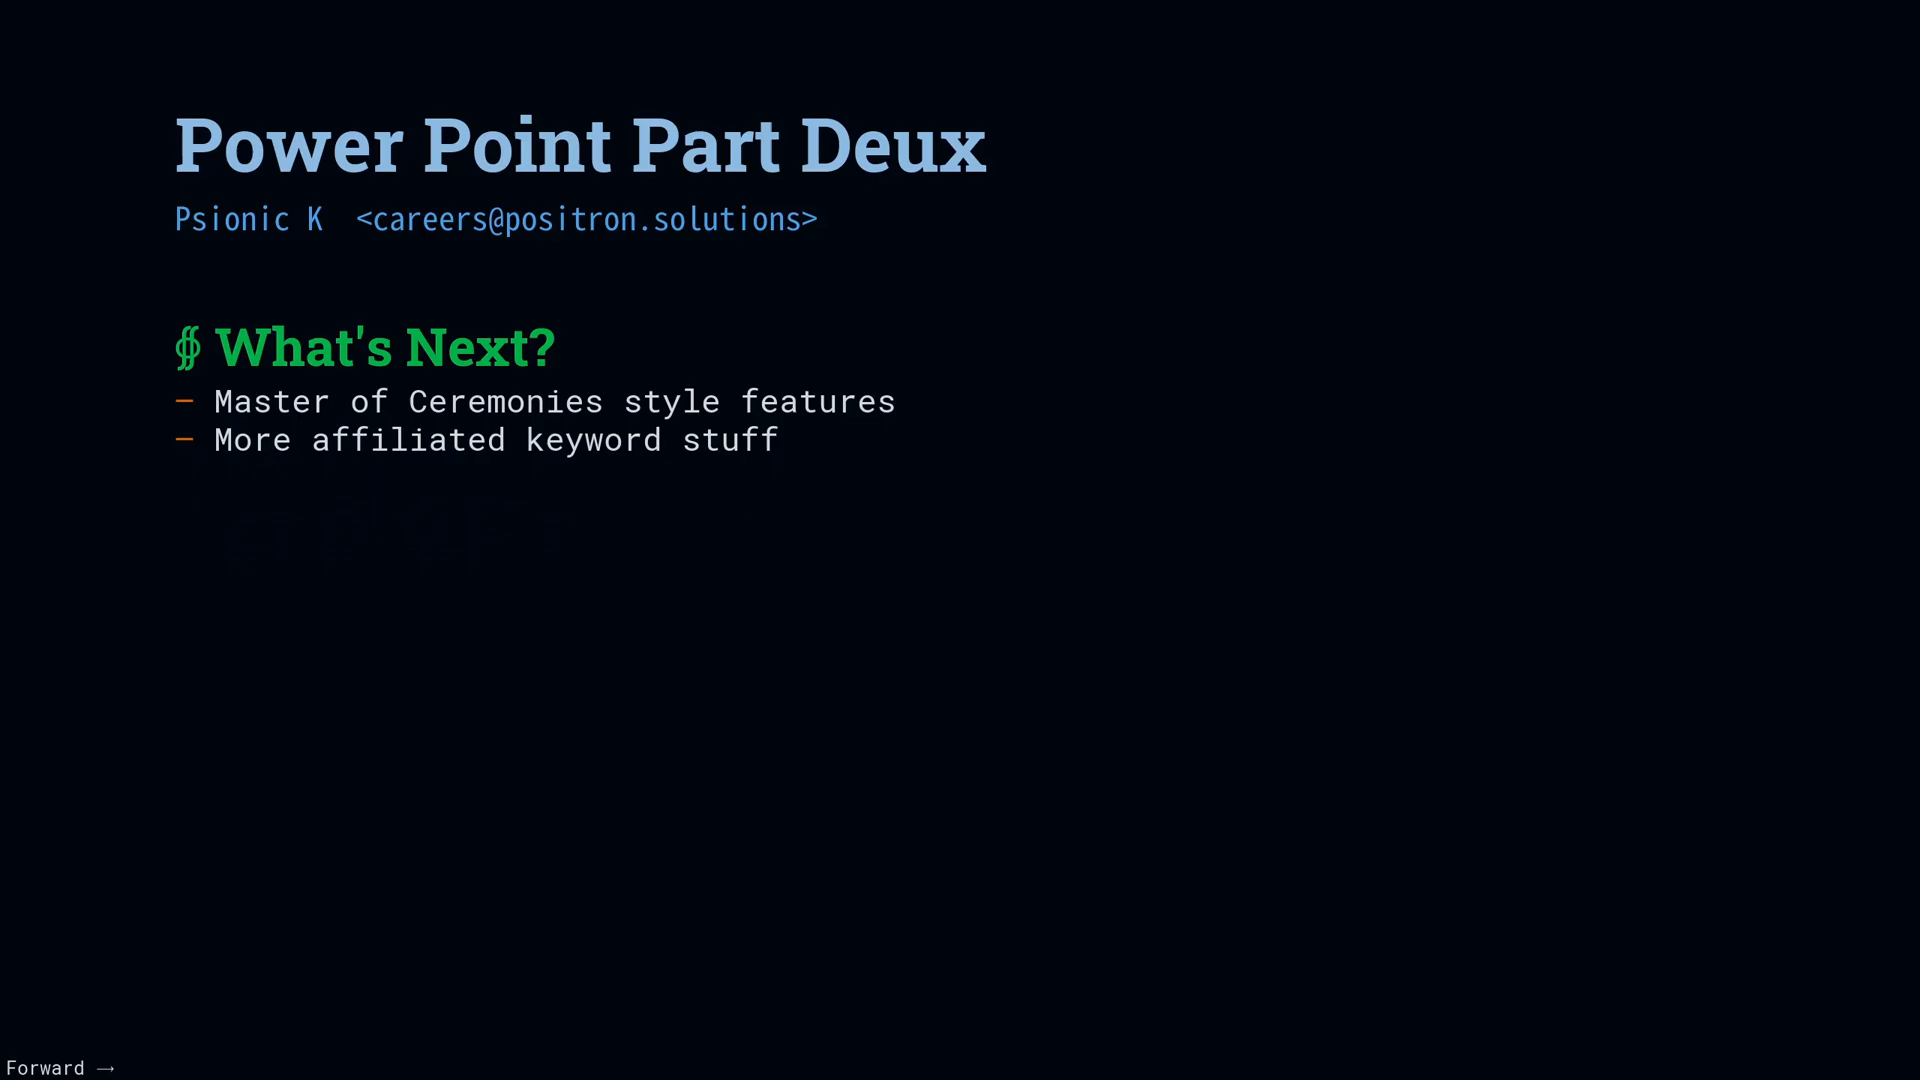 Power Point Part Deux
Psionic K <careers@positron.solutions>
∯ What's Next?
— Master of Ceremonies style features
— More affiliated keyword stuff
Forward →